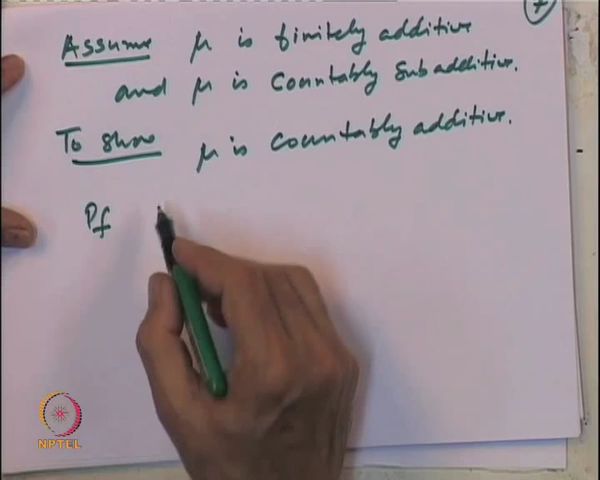 Assume μ is finitely additive
and μ is Countably Subadditive.
To show μ is Countably additive.
Pf
NPTEL